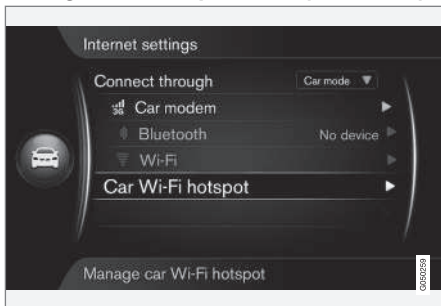 Internet settings
Connect through Car mode
3G Car modem
Bluetooth No device
Wi-Fi
Car Wi-Fi hotspot
Manage car Wi-Fi hotspot
G050259